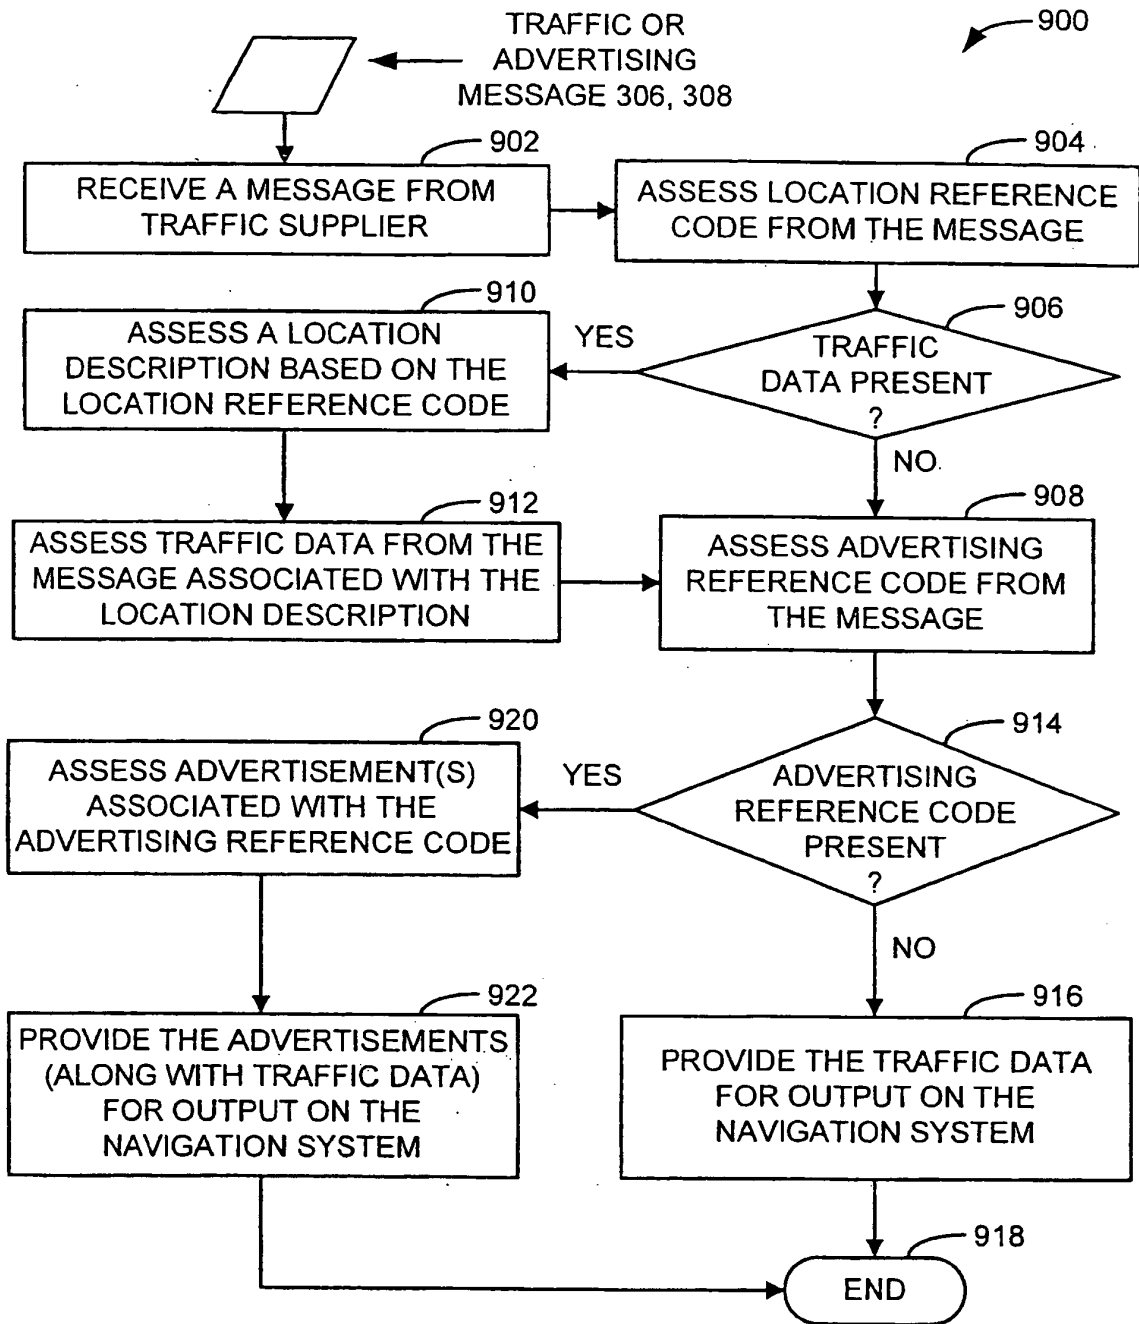 TRAFFIC OR
ADVERTISING
MESSAGE 306, 308
900
902
RECEIVE A MESSAGE FROM
TRAFFIC SUPPLIER
904
ASSESS LOCATION REFERENCE
CODE FROM THE MESSAGE
906
TRAFFIC
DATA PRESENT
?
YES
NO
910
ASSESS A LOCATION
DESCRIPTION BASED ON THE
LOCATION REFERENCE CODE
912
ASSESS TRAFFIC DATA FROM THE
MESSAGE ASSOCIATED WITH THE
LOCATION DESCRIPTION
908
ASSESS ADVERTISING
REFERENCE CODE FROM
THE MESSAGE
914
ADVERTISING
REFERENCE CODE
PRESENT
?
YES
NO
920
ASSESS ADVERTISEMENT(S)
ASSOCIATED WITH THE
ADVERTISING REFERENCE CODE
922
PROVIDE THE ADVERTISEMENTS
(ALONG WITH TRAFFIC DATA)
FOR OUTPUT ON THE
NAVIGATION SYSTEM
916
PROVIDE THE TRAFFIC DATA
FOR OUTPUT ON THE
NAVIGATION SYSTEM
918
END